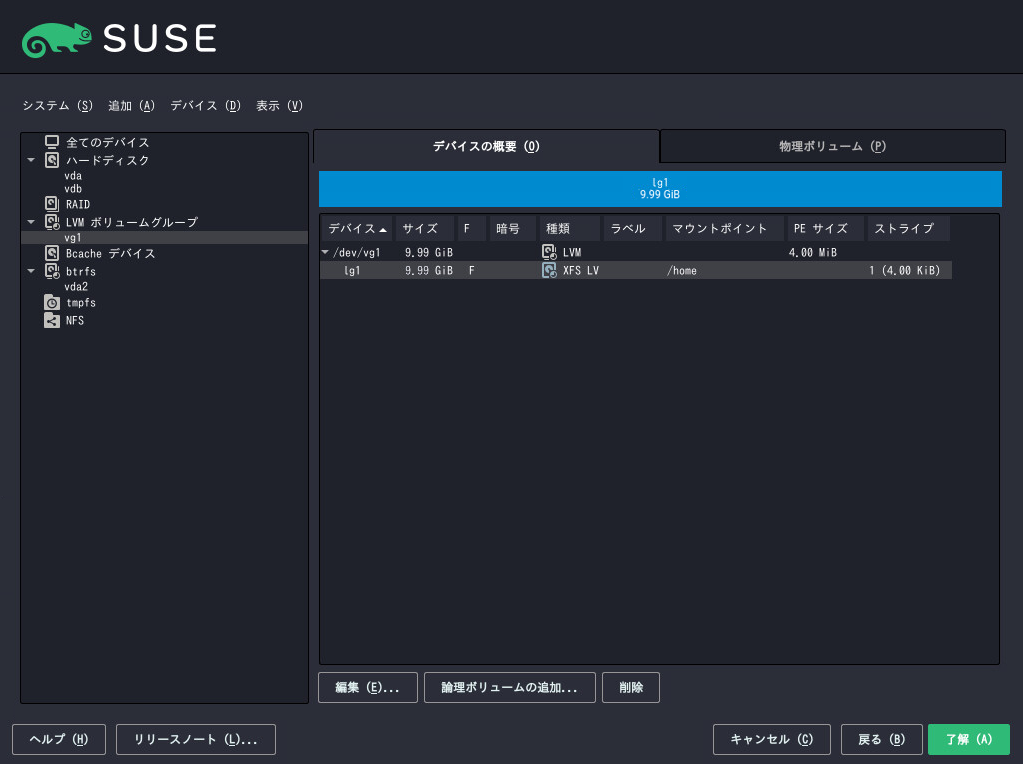 SUSE
システム (S) 追加 (A) デバイス (D) 表示 (V)
全てのデバイス
ハードディスク
vda
vdb
RAID
LVM ボリュームグループ
vg1
Bcache デバイス
btrfs
vda2
tmpfs
NFS
デバイスの概要 (O) 物理ボリューム (P)
lg1
9.99 GiB
デバイス サイズ F 暗号 種類 ラベル マウントポイント PE サイズ ストライプ
/dev/vg1 9.99 GiB LVM 4.00 MiB
lg1 9.99 GiB F XFS LV /home 1 (4.00 KiB)
編集 (E)... 論理ボリュームの追加... 削除
ヘルプ (H) リリースノート (L)... キャンセル (C) 戻る (B) 了解 (A)